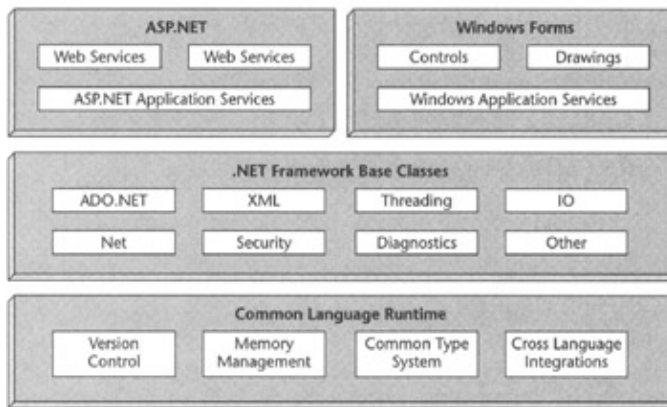 ASP.NET
Web Services
Web Services
ASP.NET Application Services
Windows Forms
Controls
Drawings
Windows Application Services
.NET Framework Base Classes
ADO.NET
XML
Threading
IO
Net
Security
Diagnostics
Other
Common Language Runtime
Version
Control
Memory
Management
Common Type
System
Cross Language
Integrations